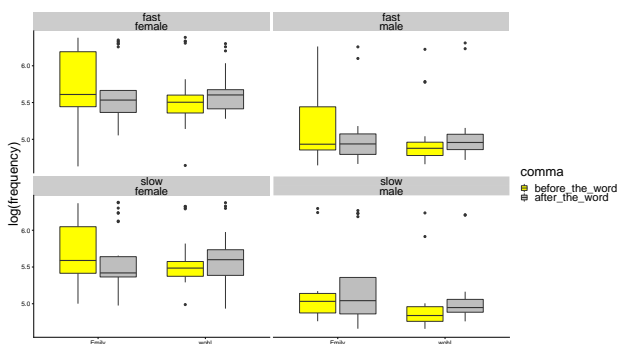 fast
female
fast
male
6.0
5.5
5.0
slow
female
slow
male
6.0
5.5
5.0
Emily
wohl
Emily
wohl
log(frequency)
comma
before_the_word
after_the_word